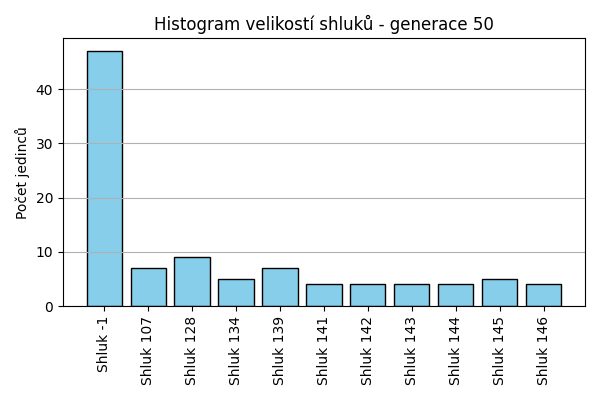 Histogram velikostí shluků - generace 50
Počet jedinců
40
30
20
10
0
Shluk -1
Shluk 107
Shluk 128
Shluk 134
Shluk 139
Shluk 141
Shluk 142
Shluk 143
Shluk 144
Shluk 145
Shluk 146